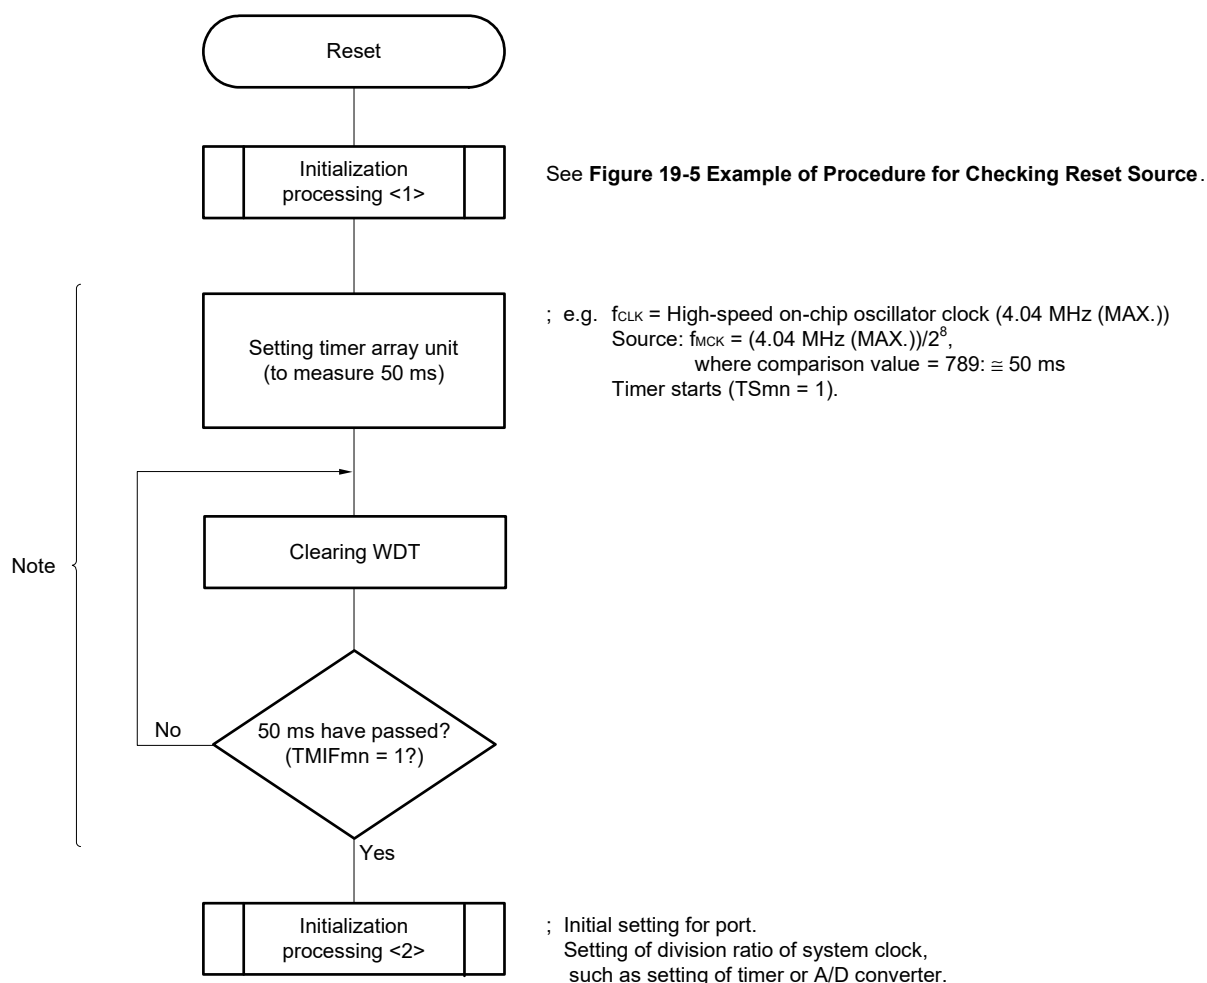 Reset
Initialization
processing <1>
See Figure 19-5 Example of Procedure for Checking Reset Source.
Setting timer array unit
(to measure 50 ms)
; e.g. fCLK = High-speed on-chip oscillator clock (4.04 MHz (MAX.))
Source: fMCK = (4.04 MHz (MAX.))/2⁸,
where comparison value = 789: ≅ 50 ms
Timer starts (TSmn = 1).
Clearing WDT
Note
50 ms have passed?
(TMIFmn = 1?)
No
Yes
Initialization
processing <2>
; Initial setting for port.
Setting of division ratio of system clock,
such as setting of timer or A/D converter.